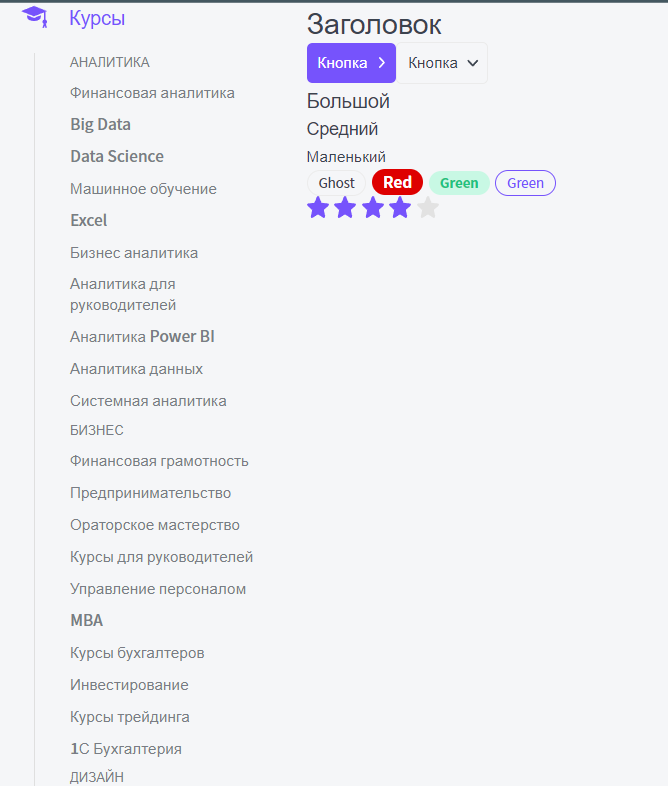 Курсы
АНАЛИТИКА
Финансовая аналитика
Big Data
Data Science
Машинное обучение
Excel
Бизнес аналитика
Аналитика для
руководителей
Аналитика Power BI
Аналитика данных
Системная аналитика
БИЗНЕС
Финансовая грамотность
Предпринимательство
Ораторское мастерство
Курсы для руководителей
Управление персоналом
MBA
Курсы бухгалтеров
Инвестирование
Курсы трейдинга
1С Бухгалтерия
ДИЗАЙН
Заголовок
Кнопка Кнопка
Большой
Средний
Маленький
Ghost Red Green Green